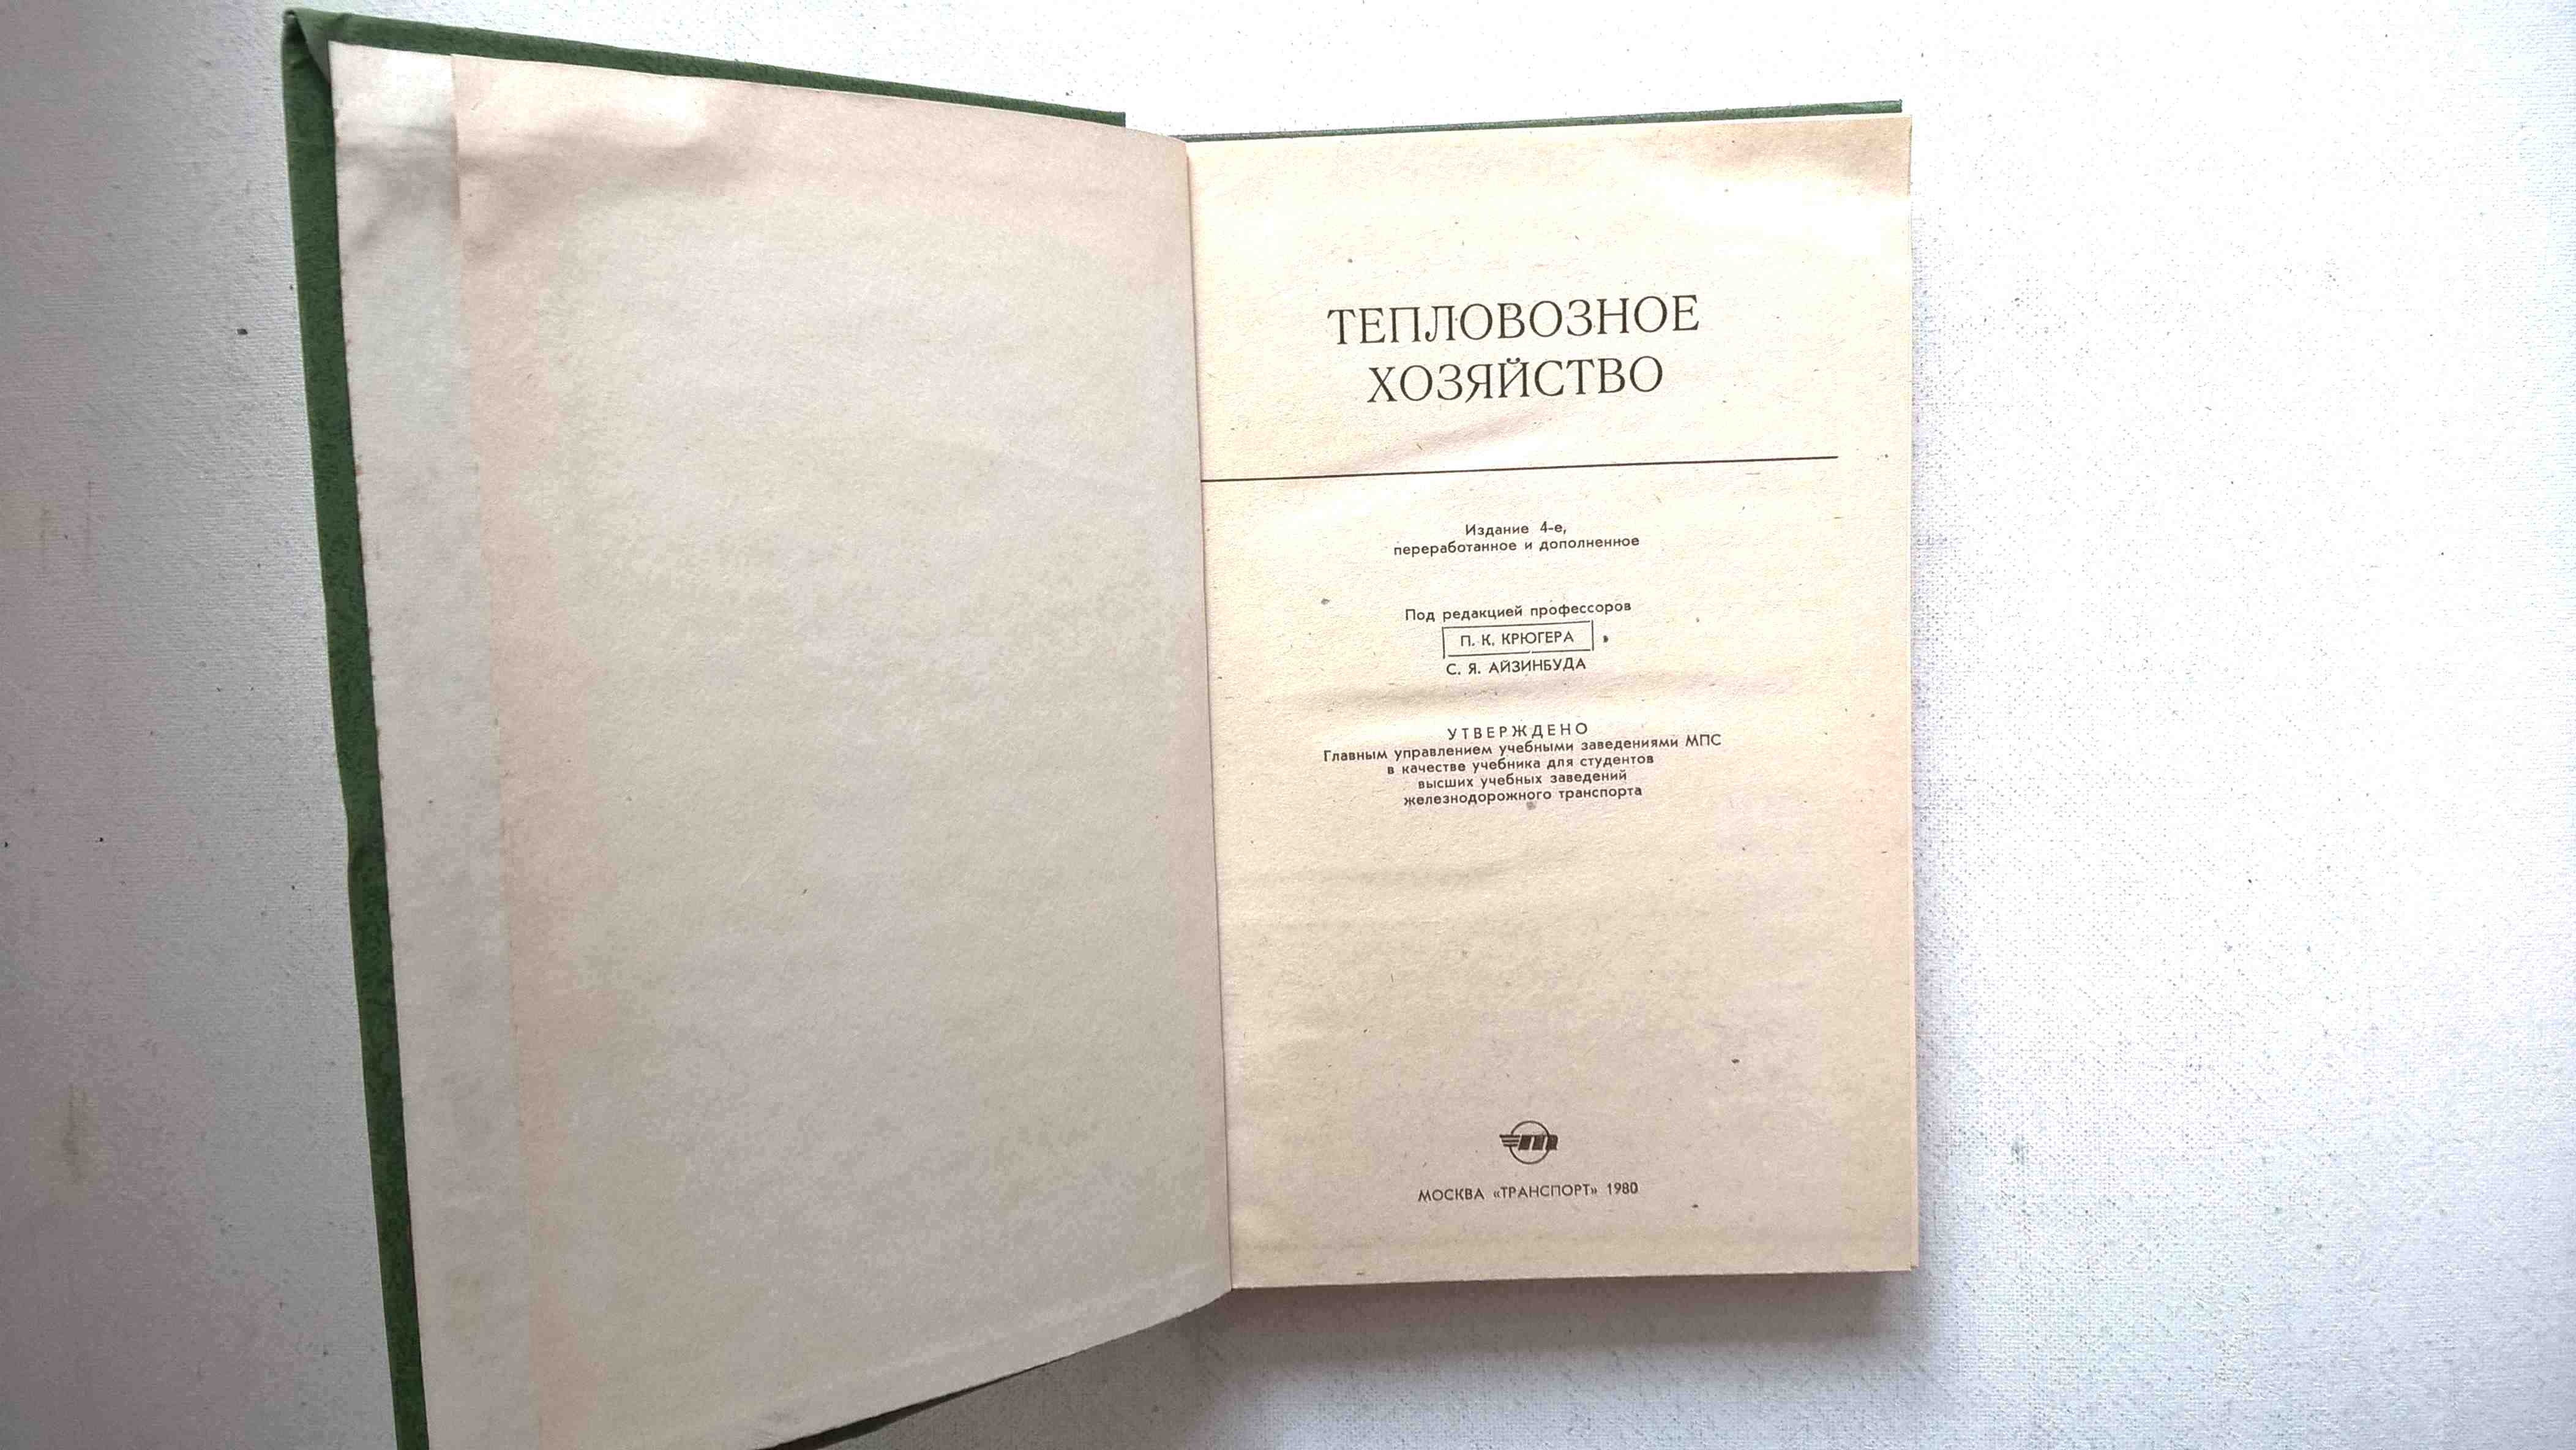 ТЕПЛОВОЗНОЕ
ХОЗЯЙСТВО
Издание 4-е,
переработанное и дополненное
Под редакцией профессоров
П. К. КРЮГЕРА ,
С. Я. АЙЗИНБУДА
УТВЕРЖДЕНО
Главным управлением учебными заведениями МПС
в качестве учебника для студентов
высших учебных заведений
железнодорожного транспорта
МОСКВА «ТРАНСПОРТ» 1980